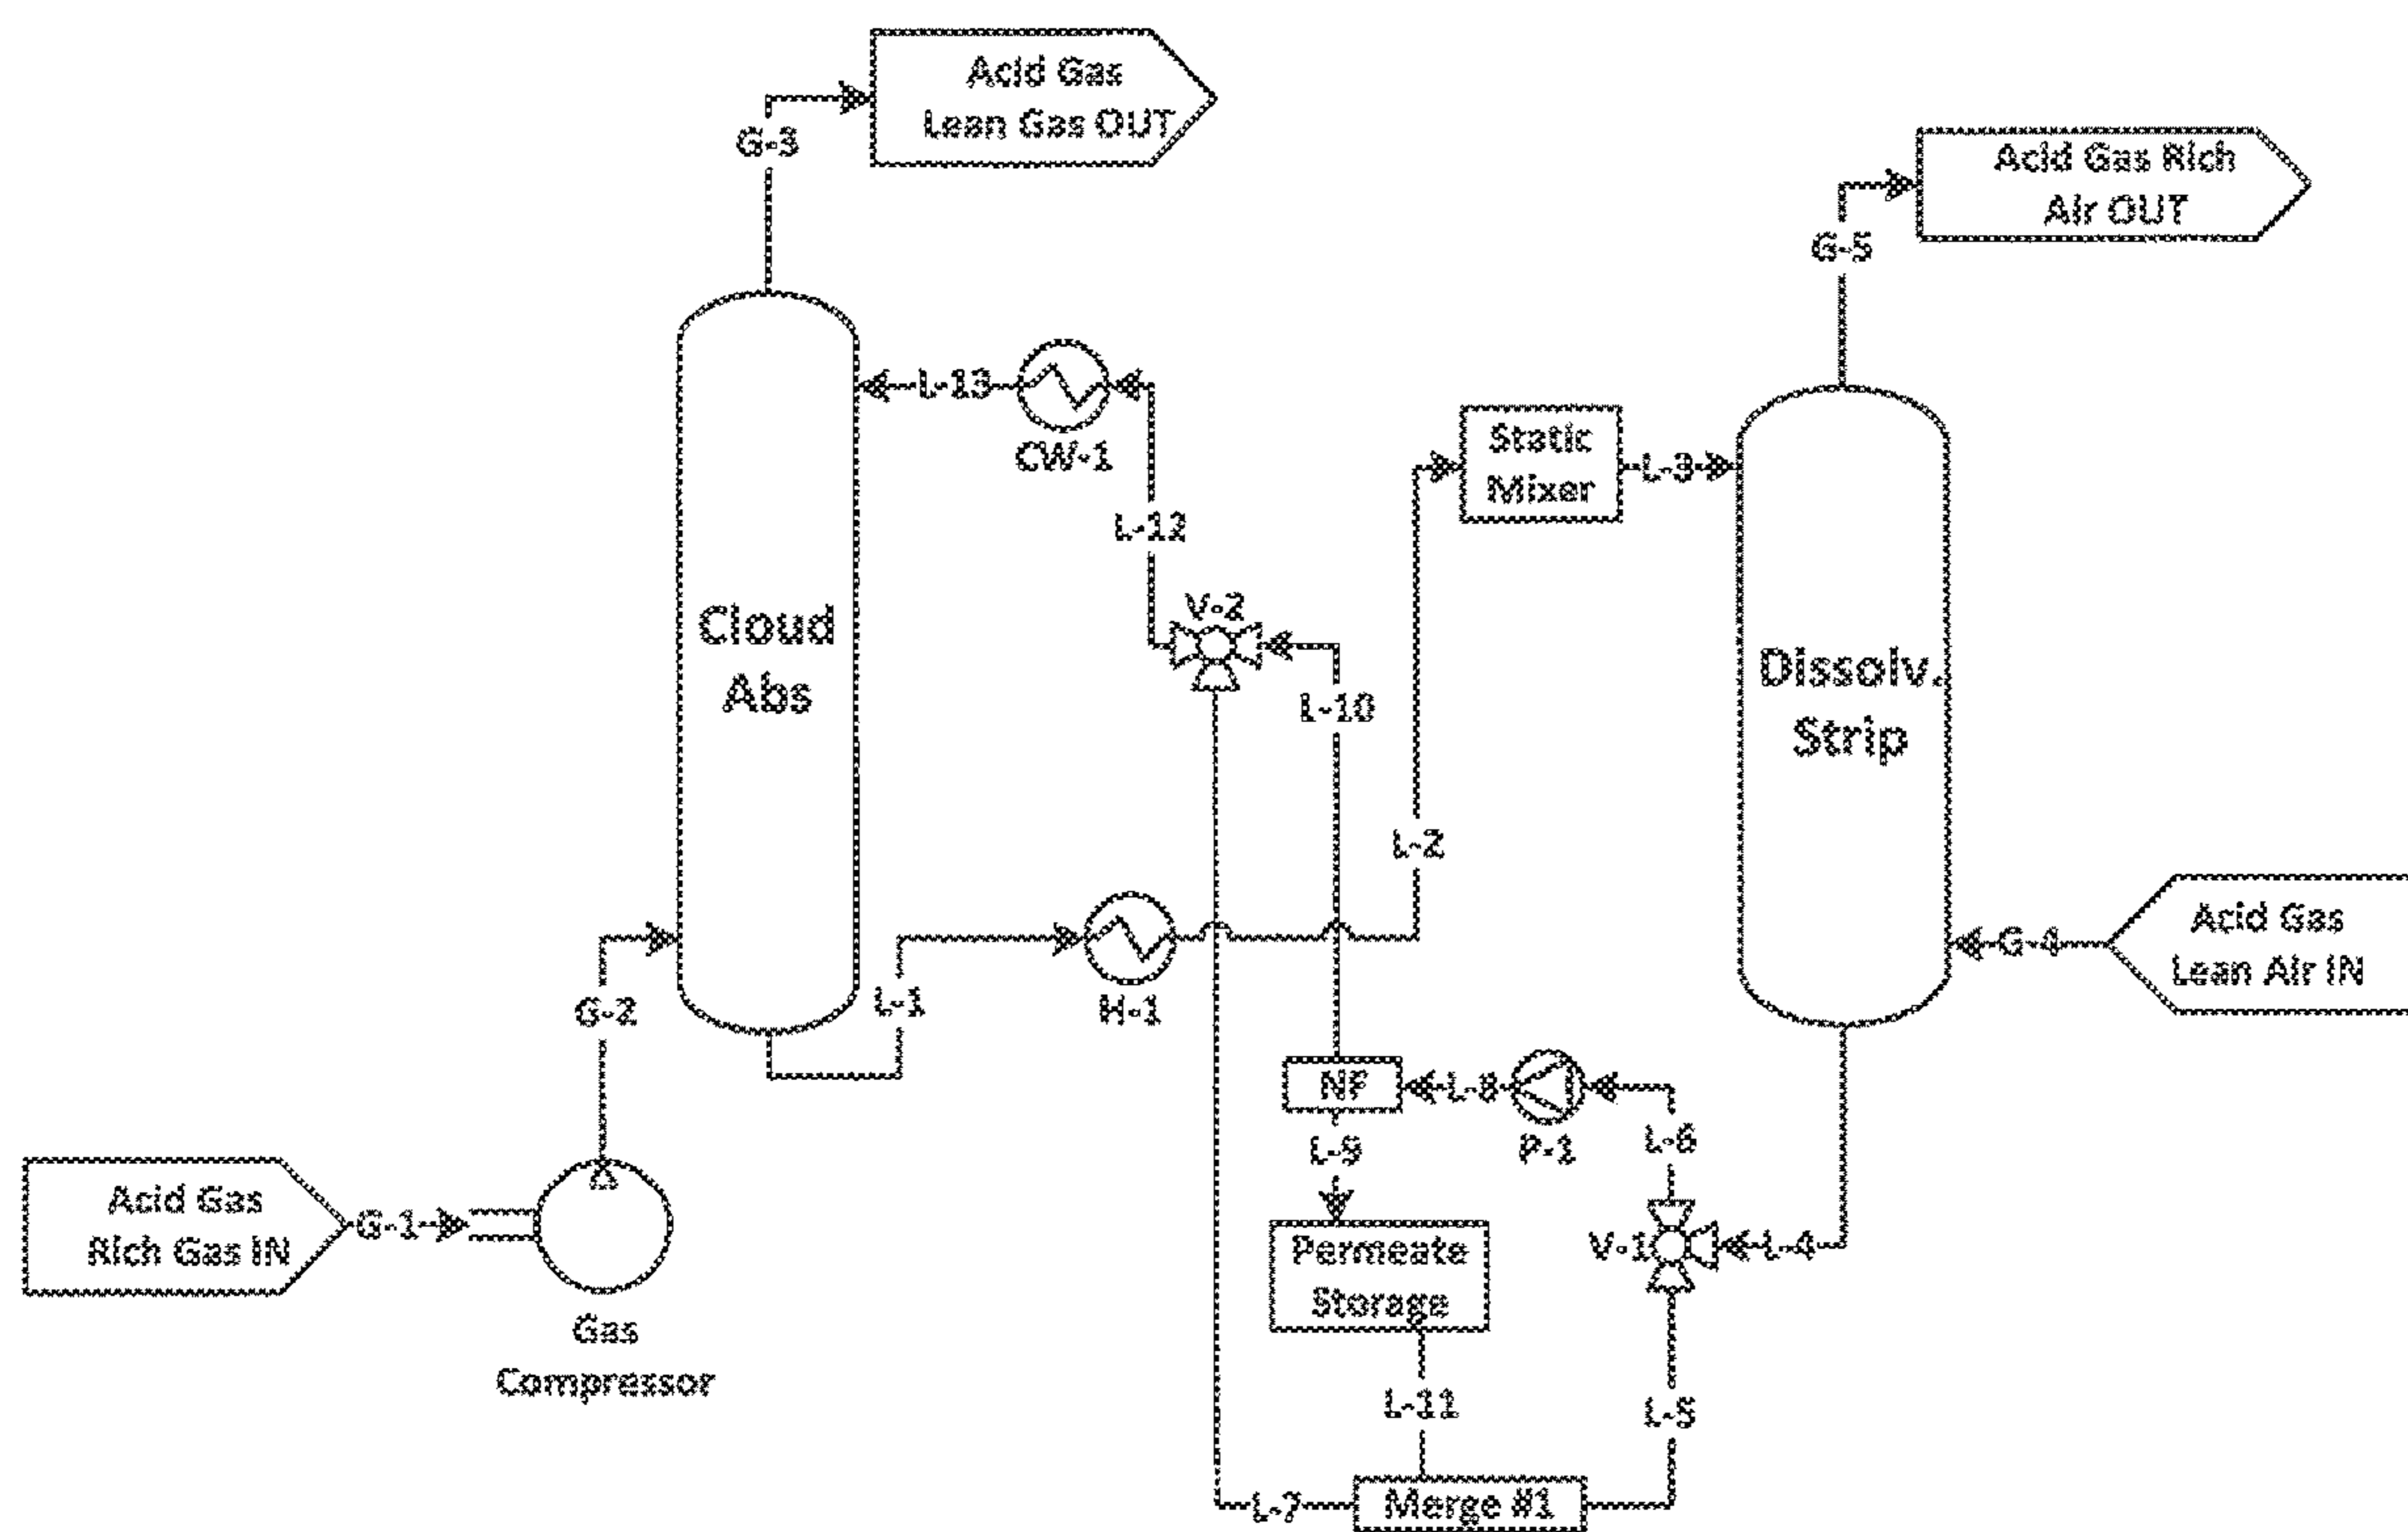 Acid Gas
Lean Gas OUT
G-3
Acid Gas Rich
Air OUT
G-5
L-13
CW-1
Static
Mixer
L-3
L-12
V-2
Cloud
Abs
L-10
Dissolv.
Strip
L-2
Acid Gas
Lean Air IN
G-4
G-2
L-1
H-1
NF
L-8
P-1
L-6
L-9
Acid Gas
Rich Gas IN
G-1
Permeate
Storage
V-1
L-4
Gas
Compressor
L-11
L-5
L-7
Merge #1